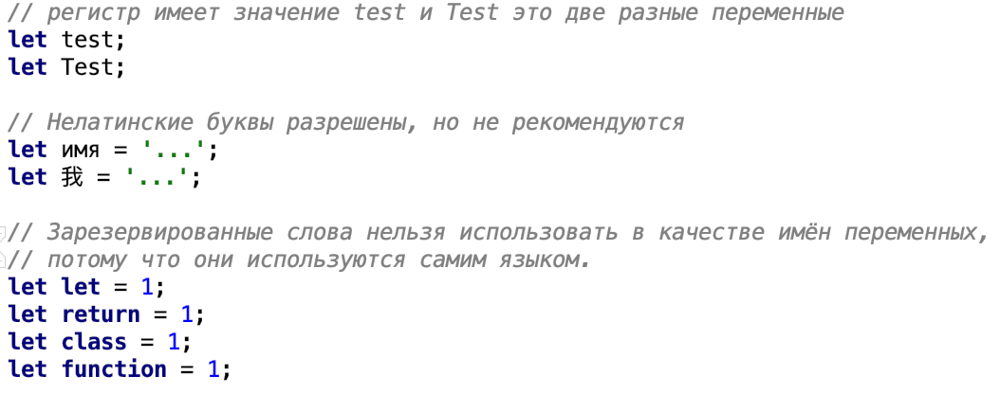 // регистр имеет значение test и Test это две разные переменные
let test;
let Test;
// Нелатинские буквы разрешены, но не рекомендуются
let имя = '...';
let 我 = '...';
// Зарезервированные слова нельзя использовать в качестве имён переменных,
// потому что они используются самим языком.
let let = 1;
let return = 1;
let class = 1;
let function = 1;